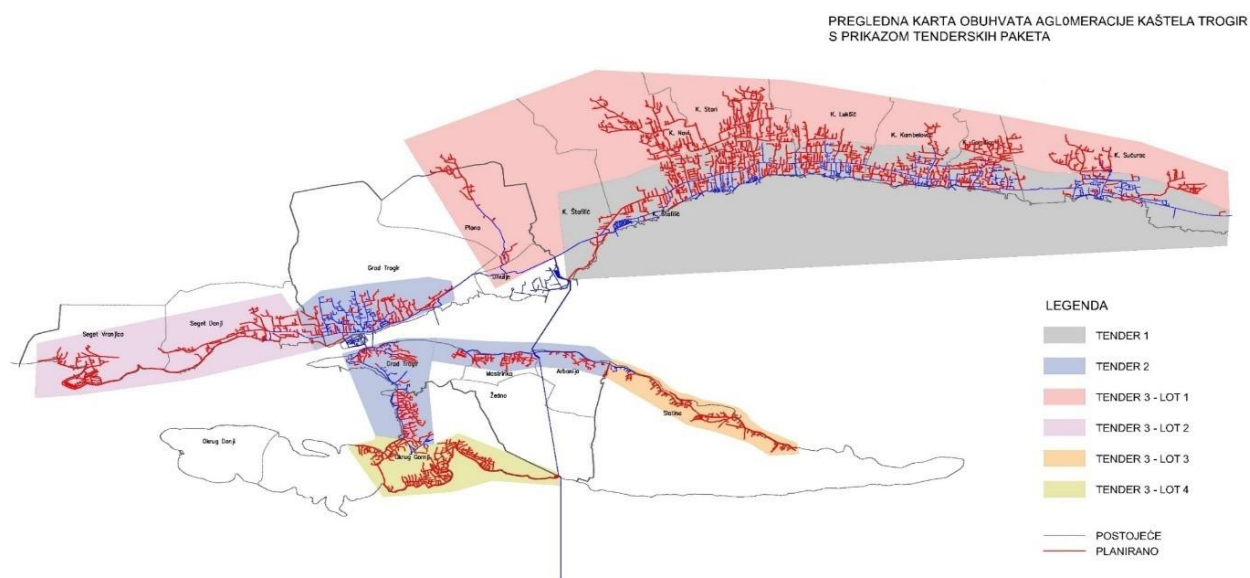 PREGLEDNA KARTA OBUHVATA AGLOMERACIJE KAŠTELA TROGIR
S PRIKAZOM TENDERSKIH PAKETA
K. Stari
K. Novi
K. Lukšić
K. Kambelovac
K. Sućurac
K. Štafilić
K. Štafilić
Plano
Divulje
Grad Trogir
Seget Donji
Seget Vranjica
Grad Trogir
Mastrinka
Arbanija
Žedno
Slatine
Okrug Donji
Okrug Gornji
LEGENDA
TENDER 1
TENDER 2
TENDER 3 - LOT 1
TENDER 3 - LOT 2
TENDER 3 - LOT 3
TENDER 3 - LOT 4
POSTOJEĆE
PLANIRANO